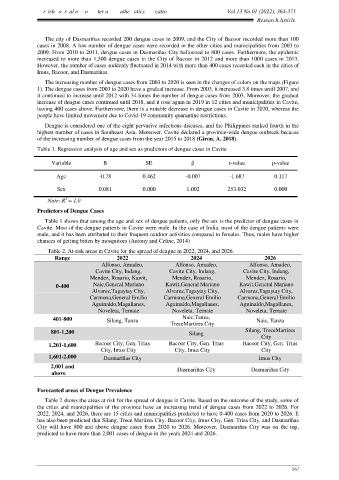 Vol.13 No.01 (2022), 364-371
Research Article
The city of Dasmariñas recorded 200 dengue cases in 2009, and the City of Bacoor recorded more than 100
cases in 2008. A low number of dengue cases were recorded in the other cities and municipalities from 2003 to
2009. From 2010 to 2011, dengue cases in Dasmariñas City ballooned to 800 cases. Furthermore, the epidemic
increased to more than 1,300 dengue cases in the City of Bacoor in 2012 and more than 1000 cases in 2013.
However, the number of cases suddenly fluctuated in 2014 with more than 400 cases recorded each in the cities of
Imus, Bacoor, and Dasmariñas.
The increasing number of dengue cases from 2003 to 2020 is seen in the changes of colors on the maps (Figure
1). The dengue cases from 2003 to 2020 have a gradual increase. From 2003, it increased 3.8 times until 2007, and
it continued to increase until 2012 with 34 times the number of dengue cases from 2003. Moreover, the gradual
increase of dengue cases continued until 2018, and it rose again in 2019 in 12 cities and municipalities in Cavite,
having 400 cases above. Furthermore, there is a notable decrease in dengue cases in Cavite in 2020, whereas the
people have limited movement due to Covid-19 community quarantine restrictions.
Dengue is considered one of the eight pervasive infectious diseases, and the Philippines ranked fourth in the
highest number of cases in Southeast Asia. Moreover, Cavite declared a province-wide dengue outbreak because
of the increasing number of dengue cases from the year 2015 to 2018 (Giron, A, 2018).
Table 1. Regression analysis of age and sex as predictors of dengue cases in Cavite
Variable B SE β t-value p-value
Age -0.78 0.462 -0.007 -1.687 0.117
Sex 0.081 0.000 1.002 253.032 0.000
Note: R² = 1.0
Predictors of Dengue Cases
Table 1 shows that among the age and sex of dengue patients, only the sex is the predictor of dengue cases in
Cavite. Most of the dengue patients in Cavite were male. In the case of India, most of the dengue patients were
male, and it has been attributed to their frequent outdoor activities compared to females. Thus, males have higher
chances of getting bitten by mosquitoes (Antony and Celine, 2014)
Table 2. At-risk areas in Cavite for the spread of dengue in 2022, 2024, and 2026.
Range 2022 2024 2026
0-400
Alfonso, Amadeo,
Cavite City, Indang,
Mendez, Rosario, Kawit,
Naic,General Mariano
Alvarez,Tagaytay City,
Carmona,General Emilio
Aguinaldo,Magallanes,
Noveleta, Ternate
Alfonso, Amadeo,
Cavite City, Indang,
Mendez, Rosario,
Kawit,General Mariano
Alvarez,Tagaytay City,
Carmona,General Emilio
Aguinaldo,Magallanes,
Noveleta, Ternate
Alfonso, Amadeo,
Cavite City, Indang,
Mendez, Rosario,
Kawit,General Mariano
Alvarez,Tagaytay City,
Carmona,General Emilio
Aguinaldo,Magallanes,
Noveleta, Ternate
401-800
Silang, Tanza
Naic,Tanza,
TreceMartires City
Naic, Tanza
801-1,200
Silang
Silang, TreceMartires
City
1,201-1,600
Bacoor City, Gen. Trias
City, Imus City
Bacoor City, Gen. Trias
City, Imus City
Bacoor City, Gen. Trias
City
1,601-2,000 Dasmariñas City Imus City
2,001 and
above
Dasmariñas City Dasmariñas City
Forecasted areas of Dengue Prevalence
Table 2 shows the areas at risk for the spread of dengue in Cavite. Based on the outcome of the study, some of
the cities and municipalities of the province have an increasing trend of dengue cases from 2022 to 2026. For
2022, 2024, and 2026, there are 15 cities and municipalities predicted to have 0-400 cases from 2020 to 2026. It
has also been predicted that Silang, Trece Martires City, Bacoor City, Imus City, Gen. Trias City, and Dasmariñas
City will have 800 and above dengue cases from 2020 to 2026. Moreover, Dasmariñas City was on the top,
predicted to have more than 2,001 cases of dengue in the years 2024 and 2026.
367